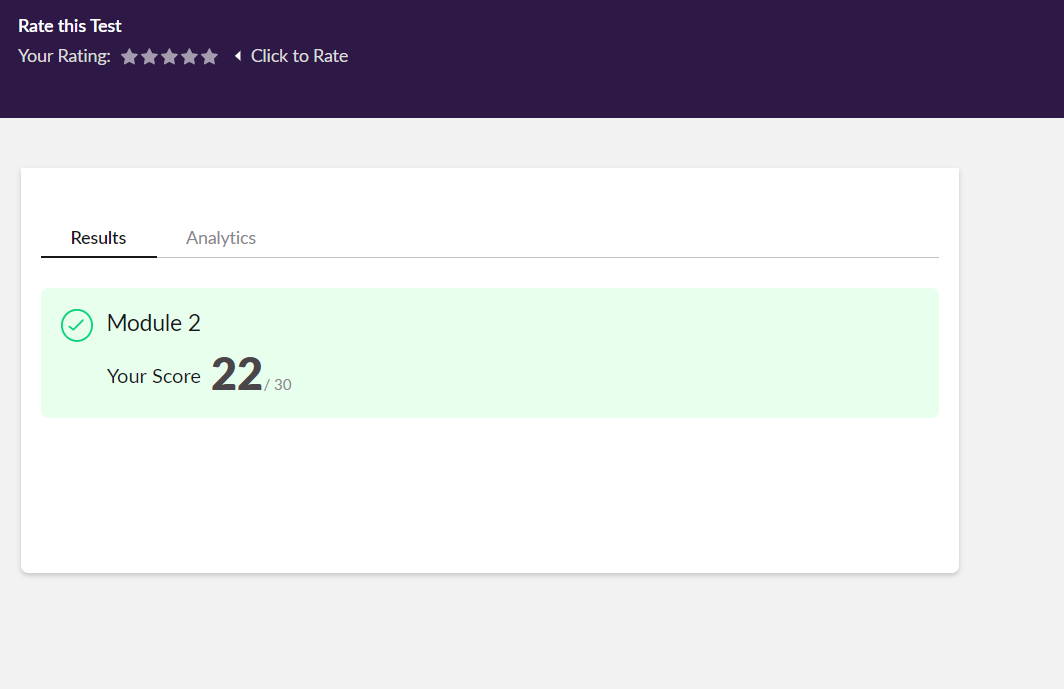 Rate this Test
Your Rating: Click to Rate
Results Analytics
Module 2
Your Score 22 / 30